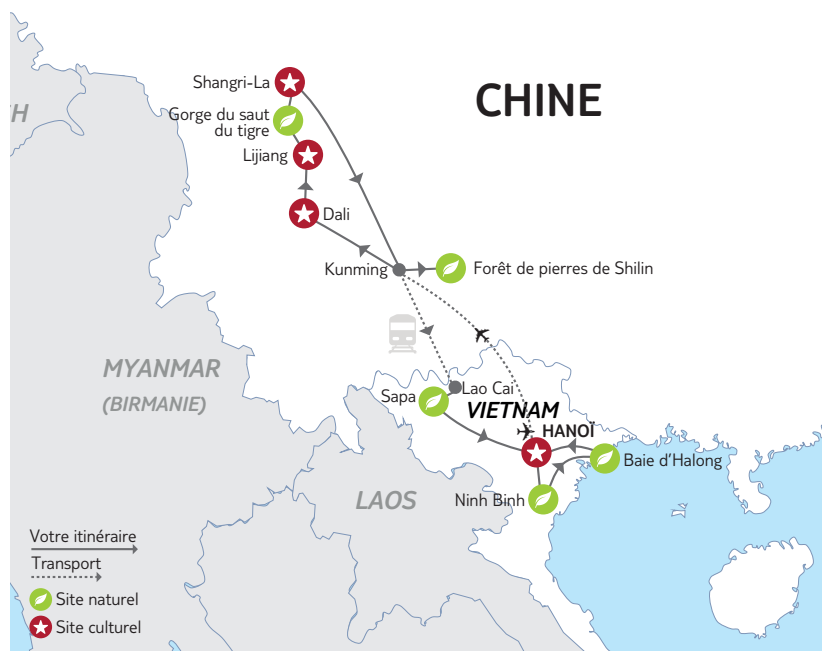 Shangri-La
CHINE
Gorge du saut
du tigre
H
Lijiang
Dali
Kunming
Forêt de pierres de Shilin
MYANMAR
(BIRMANIE)
Lao Cai
Sapa
VIETNAM
HANOÏ
Baie d'Halong
LAOS
Ninh Binh
Votre itinéraire
Transport
Site naturel
Site culturel